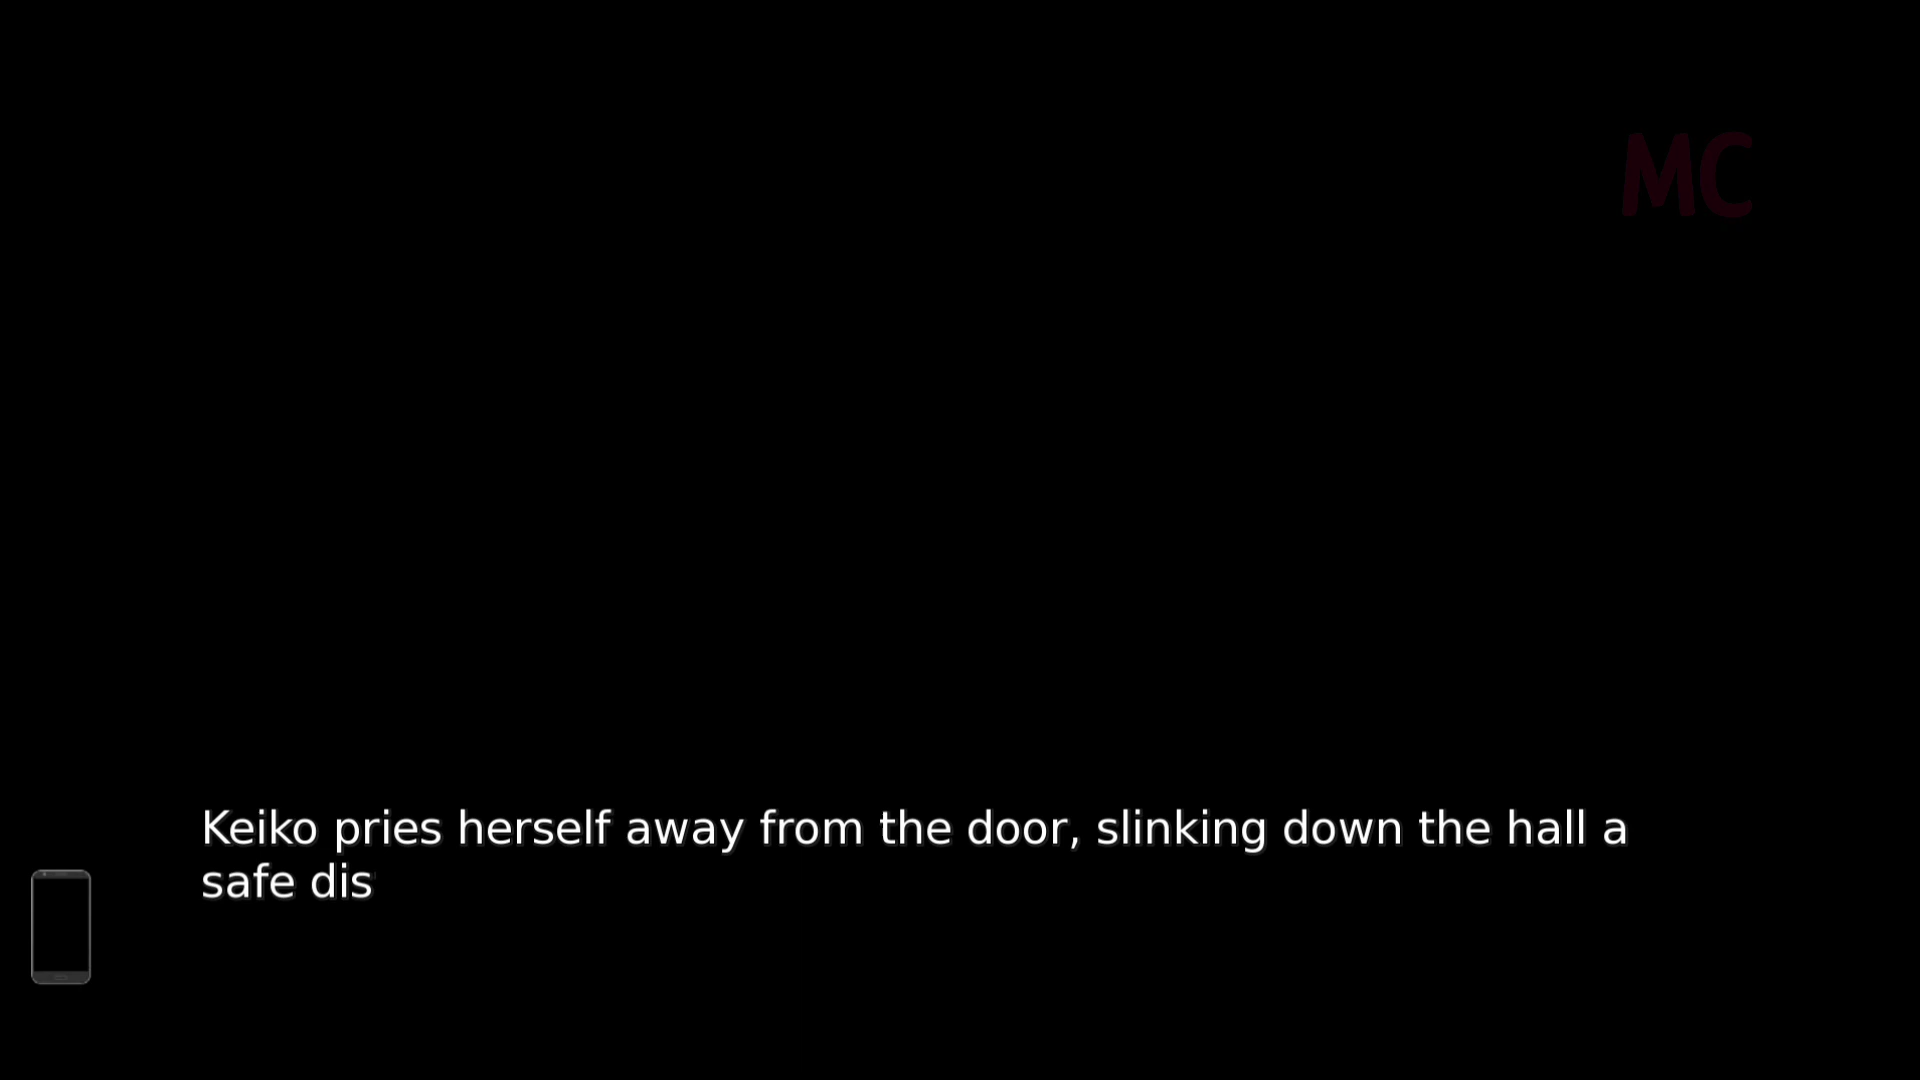 MC
Keiko pries herself away from the door, slinking down the hall a
safe dis